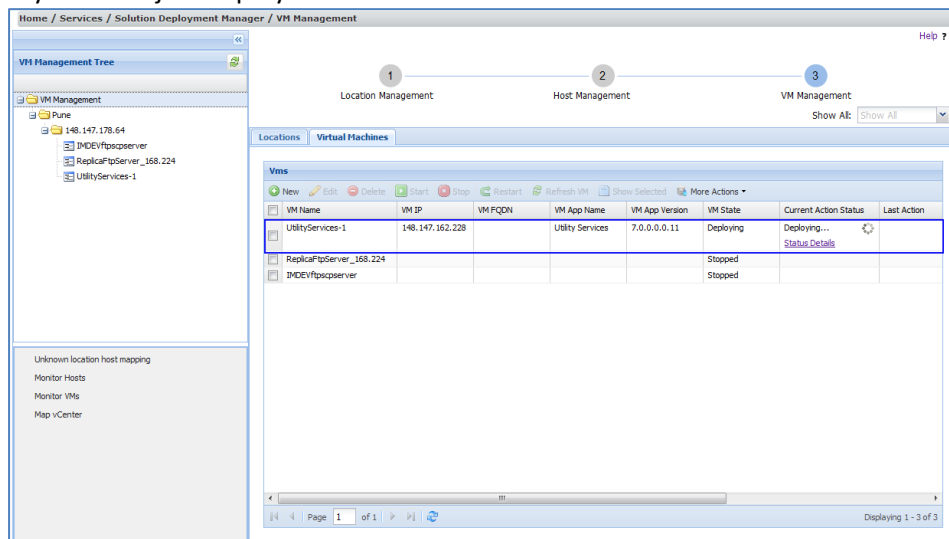 Home / Services / Solution Deployment Manager / VM Management
Help ?
VM Management Tree
VM Management
Pune
148.147.178.64
IMDEVftpscpserver
ReplicaFtpServer_168.224
UtilityServices-1
Unknown location host mapping
Monitor Hosts
Monitor VMs
Map vCenter
1 2 3
Location Management Host Management VM Management
Show All: Show All
Locations Virtual Machines
Vms
New Edit Delete Start Stop Restart Refresh VM Show Selected More Actions
VM Name VM IP VM FQDN VM App Name VM App Version VM State Current Action Status Last Action
UtilityServices-1 148.147.162.228 Utility Services 7.0.0.0.0.11 Deploying Deploying...
Status Details
ReplicaFtpServer_168.224 Stopped
IMDEVftpscpserver Stopped
Page 1 of 1 Displaying 1 - 3 of 3